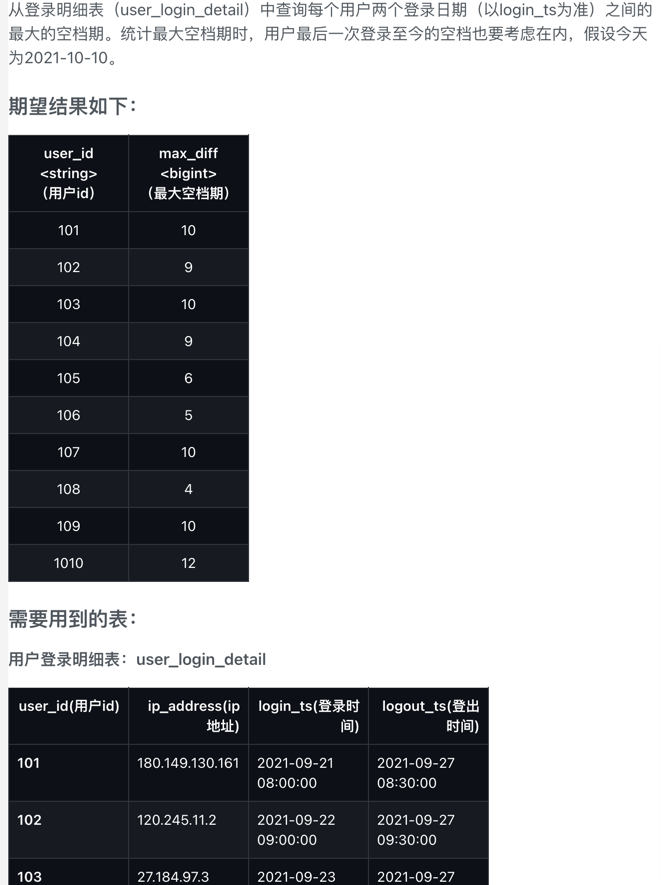 从登录明细表（user_login_detail）中查询每个用户两个登录日期（以login_ts为准）之间的
最大的空档期。统计最大空档期时，用户最后一次登录至今的空档也要考虑在内，假设今天
为2021-10-10。
期望结果如下：
user_id
<string>
（用户id）
max_diff
<bigint>
（最大空档期）
101 10
102 9
103 10
104 9
105 6
106 5
107 10
108 4
109 10
1010 12
需要用到的表：
用户登录明细表：user_login_detail
user_id(用户id)
ip_address(ip
地址)
login_ts(登录时
间)
logout_ts(登出
时间)
101 180.149.130.161
2021-09-21
08:00:00
2021-09-27
08:30:00
102 120.245.11.2
2021-09-22
09:00:00
2021-09-27
09:30:00
103 27.184.97.3 2021-09-23 2021-09-27